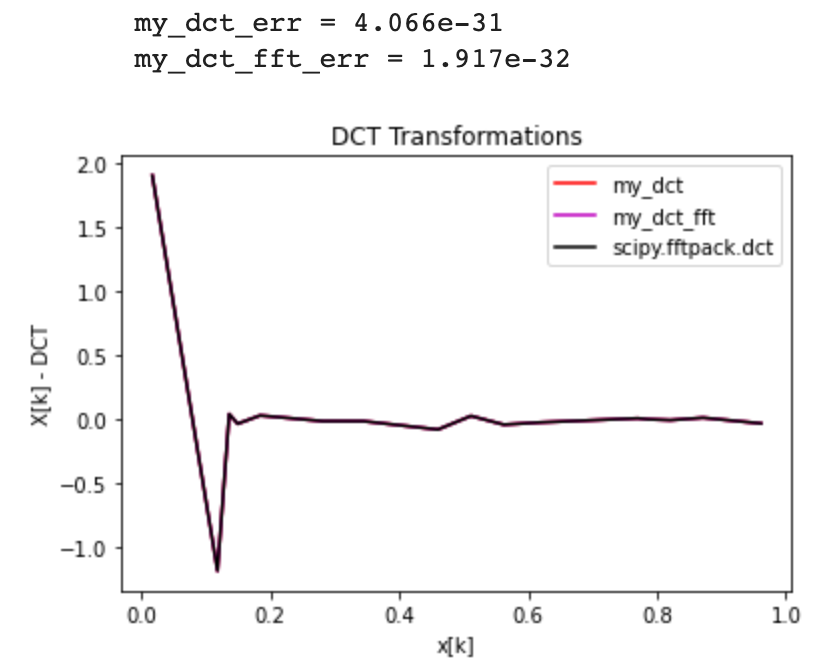 my_dct_err = 4.066e-31
my_dct_fft_err = 1.917e-32
DCT Transformations
my_dct
my_dct_fft
scipy.fftpack.dct
2.0
1.5
1.0
0.5
0.0
−0.5
−1.0
X[k] - DCT
0.0 0.2 0.4 0.6 0.8 1.0
x[k]